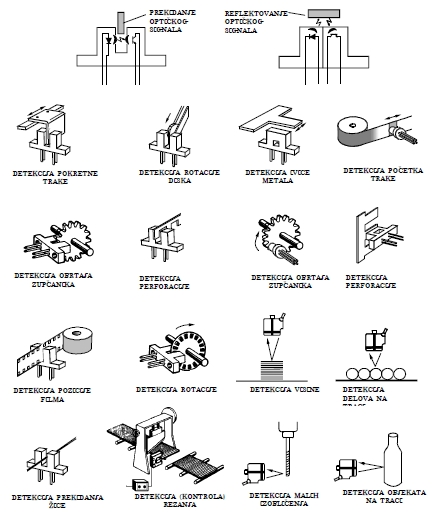 PREKIDANJE
OPTIČKOG
SIGNALA
REFLEKTOVANJE
OPTIČKOG
SIGNALA
DETEKCIJA POKRETNE
TRAKE
DETEKCIJA ROTACIJE
DISKA
DETEKCIJA IVICE
METALA
DETEKCIJA POČETKA
TRAKE
DETEKCIJA OBRTAJA
ZUPČANIKA
DETEKCIJA
PERFORACIJE
DETEKCIJA OBRTAJA
ZUPČANIKA
DETEKCIJA
PERFORACIJE
DETEKCIJA POZICIJE
FILMA
DETEKCIJA ROTACIJE
DETEKCIJA VISINE
DETEKCIJA
DELOVA NA
TRACI
DETEKCIJA PREKIDANJA
ŽICE
DETEKCIJA (KONTROLA)
REZANJA
DETEKCIJA MALIH
IZOBLIČENJA
DETEKCIJA OBJEKATA
NA TRACI